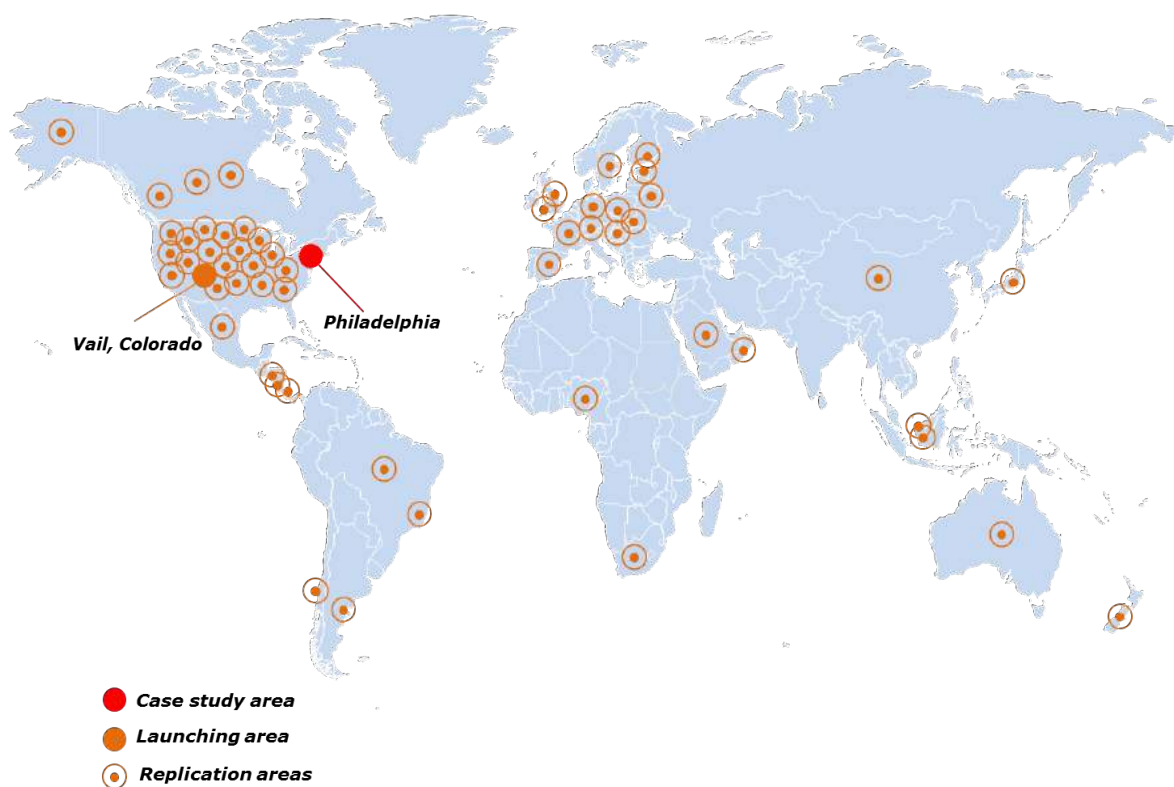 Philadelphia
Vail, Colorado
Case study area
Launching area
Replication areas